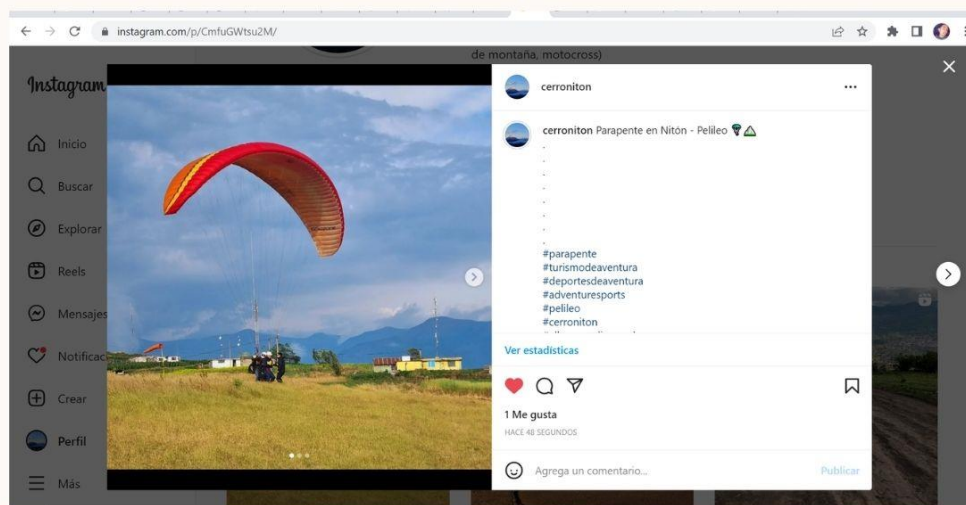 instagram.com/p/CmfuGWtsu2M/
de montaña, motocross)
Instagram
Inicio
Buscar
Explorar
Reels
Mensajes
Notificac
Crear
Perfil
Más
cerroniton
cerroniton Parapente en Nitón - Pelileo
.
.
.
.
.
.
.
.
#parapente
#turismodeaventura
#deportesdeaventura
#adventuresports
#pelileo
#cerroniton
Ver estadísticas
1 Me gusta
HACE 48 SEGUNDOS
Agrega un comentario...
Publicar